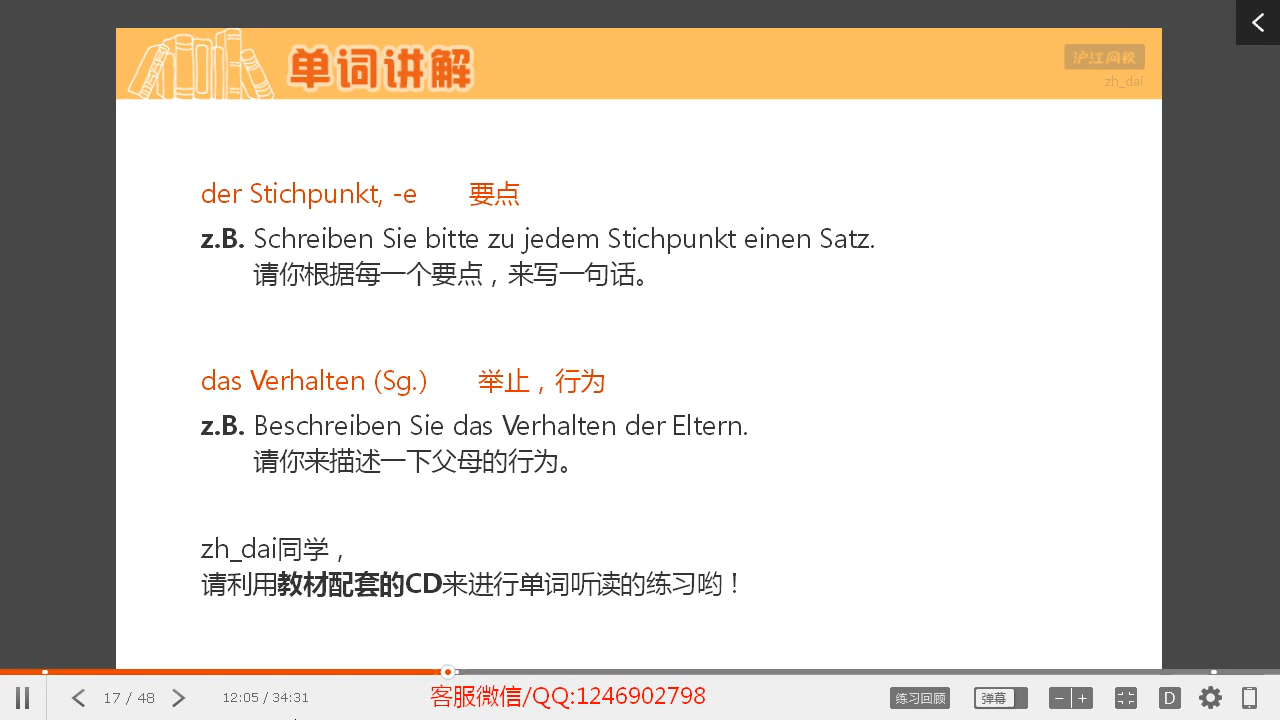 单词讲解
沪江网校
zh_dai
der Stichpunkt, -e 要点
z.B. Schreiben Sie bitte zu jedem Stichpunkt einen Satz.
请你根据每一个要点，来写一句话。
das Verhalten (Sg.) 举止，行为
z.B. Beschreiben Sie das Verhalten der Eltern.
请你来描述一下父母的行为。
zh_dai同学，
请利用教材配套的CD来进行单词听读的练习哟！
17 / 48 12:05 / 34:31 客服微信/QQ:1246902798 练习回顾 弹幕 D